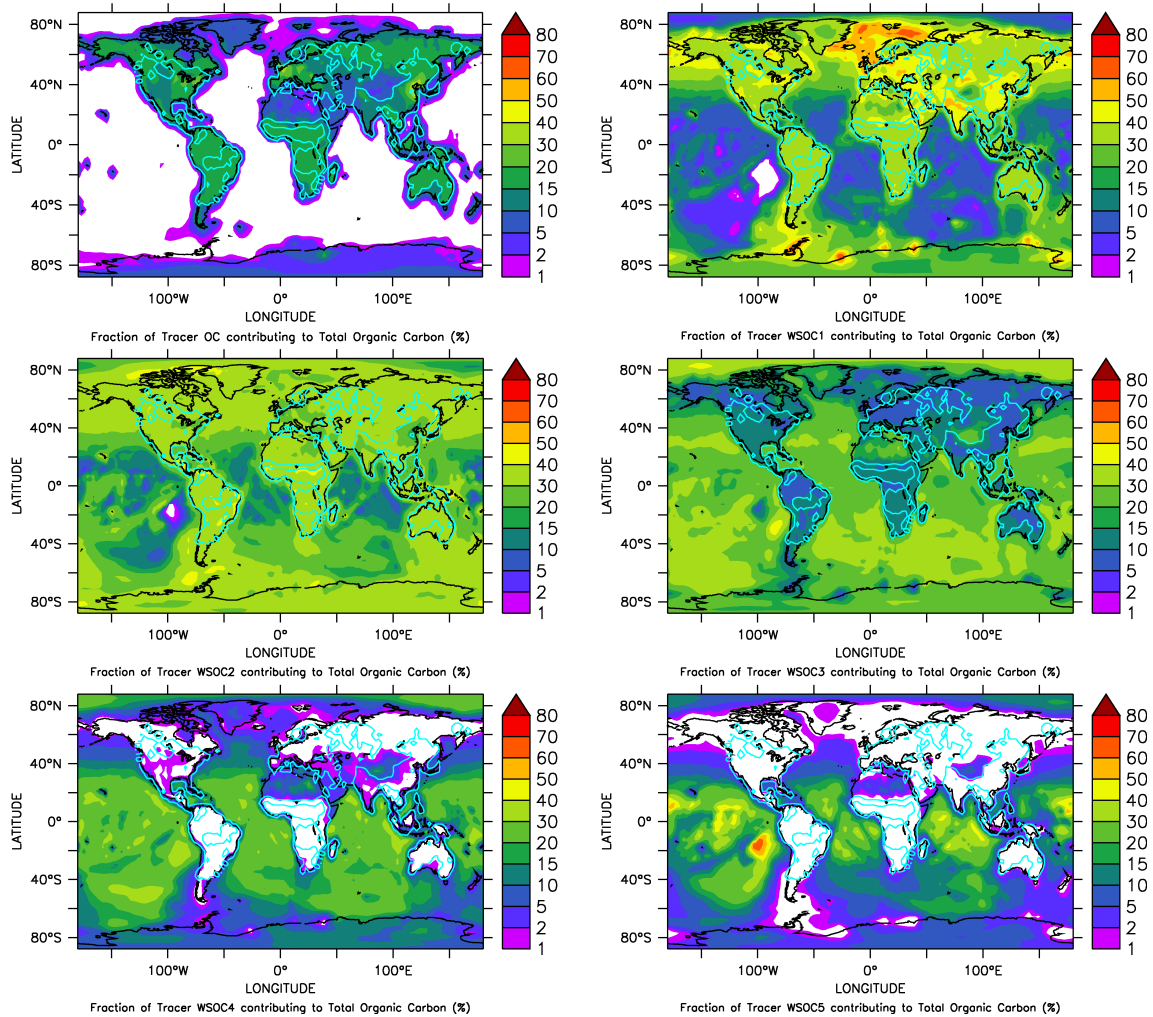 80°N
40°N
0°
40°S
80°S
LATITUDE
100°W 0° 100°E
LONGITUDE
80
70
60
50
40
30
20
15
10
5
2
1
Fraction of Tracer OC contributing to Total Organic Carbon (%)
80°N
40°N
0°
40°S
80°S
LATITUDE
100°W 0° 100°E
LONGITUDE
80
70
60
50
40
30
20
15
10
5
2
1
Fraction of Tracer WSOC1 contributing to Total Organic Carbon (%)
80°N
40°N
0°
40°S
80°S
LATITUDE
100°W 0° 100°E
LONGITUDE
80
70
60
50
40
30
20
15
10
5
2
1
Fraction of Tracer WSOC2 contributing to Total Organic Carbon (%)
80°N
40°N
0°
40°S
80°S
LATITUDE
100°W 0° 100°E
LONGITUDE
80
70
60
50
40
30
20
15
10
5
2
1
Fraction of Tracer WSOC3 contributing to Total Organic Carbon (%)
80°N
40°N
0°
40°S
80°S
LATITUDE
100°W 0° 100°E
LONGITUDE
80
70
60
50
40
30
20
15
10
5
2
1
Fraction of Tracer WSOC4 contributing to Total Organic Carbon (%)
80°N
40°N
0°
40°S
80°S
LATITUDE
100°W 0° 100°E
LONGITUDE
80
70
60
50
40
30
20
15
10
5
2
1
Fraction of Tracer WSOC5 contributing to Total Organic Carbon (%)